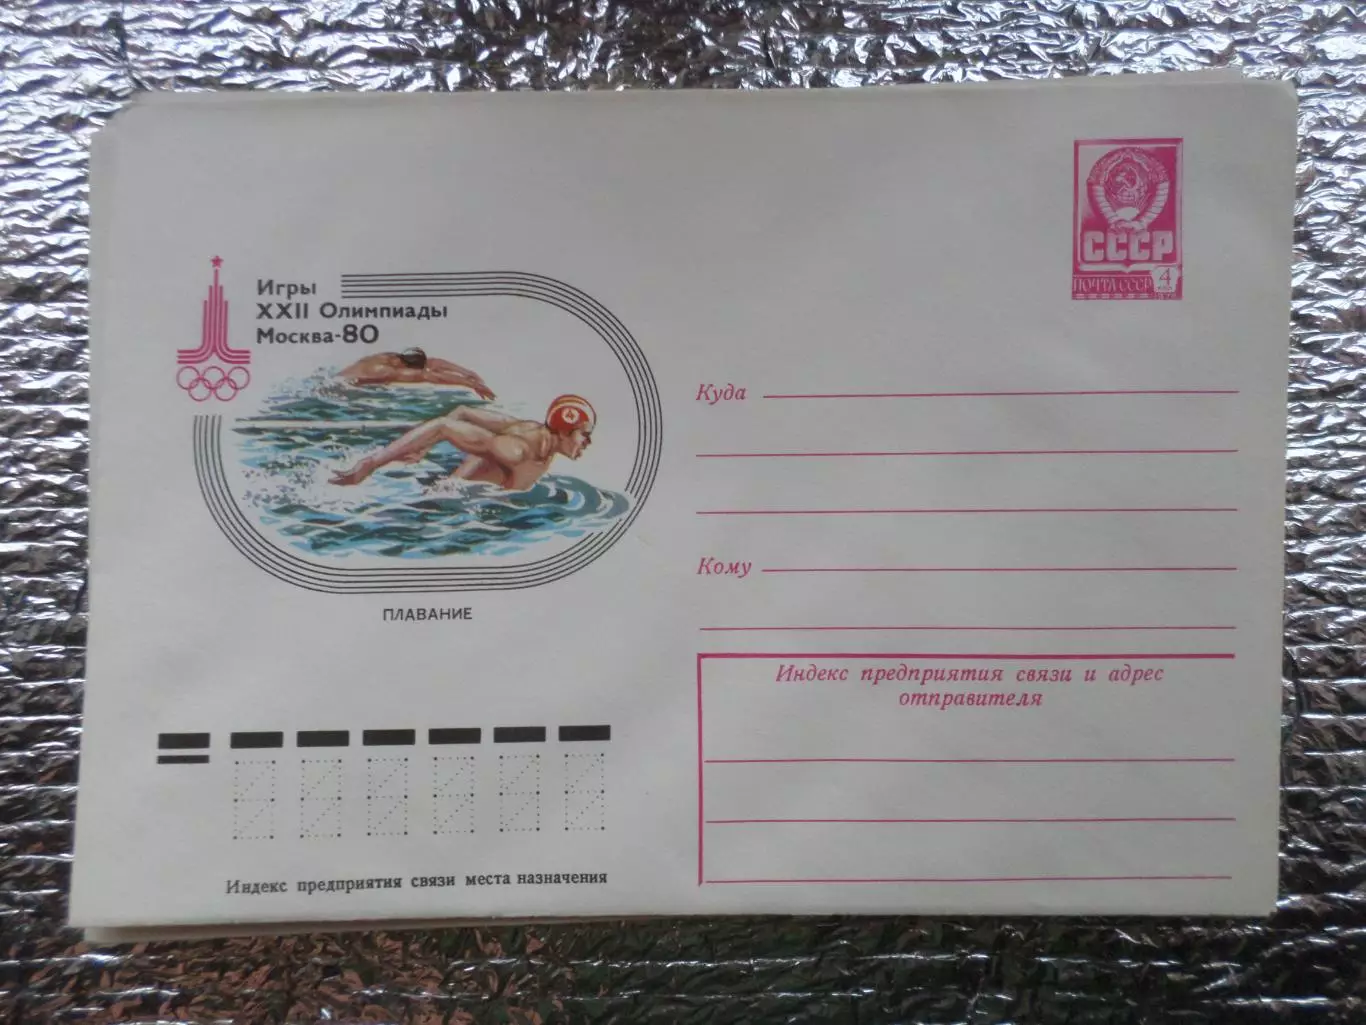 СССР
ПОЧТА СССР 4
Игры
XXII Олимпиады
Москва-80
4
ПЛАВАНИЕ
Куда
Кому
Индекс предприятия связи и адрес
отправителя
Индекс предприятия связи места назначения